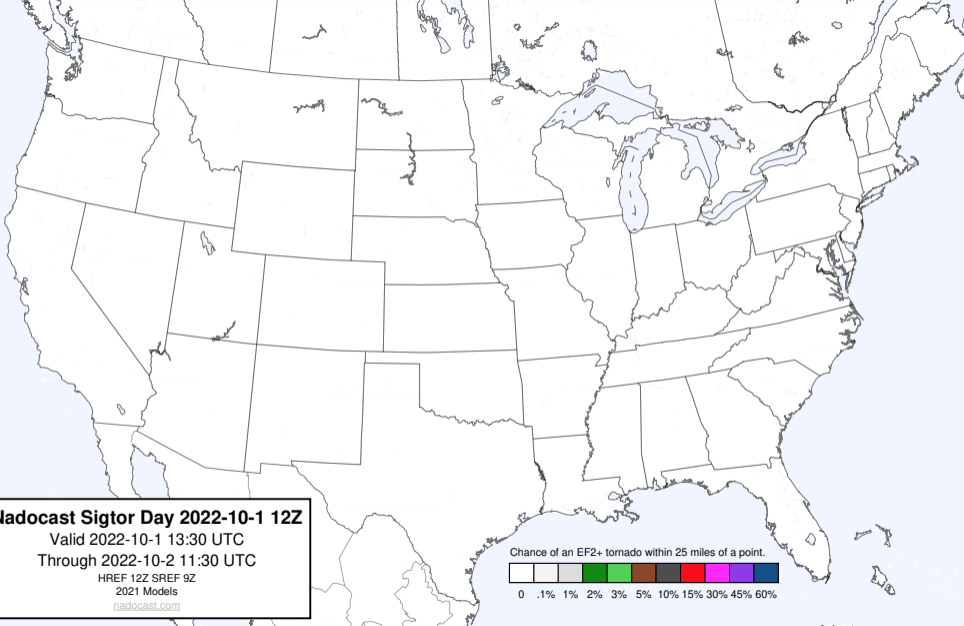 Nadocast Sigtor Day 2022-10-1 12Z
Valid 2022-10-1 13:30 UTC
Through 2022-10-2 11:30 UTC
HREF 12Z SREF 9Z
2021 Models
nadocast.com
Chance of an EF2+ tornado within 25 miles of a point.
0 .1% 1% 2% 3% 5% 10% 15% 30% 45% 60%